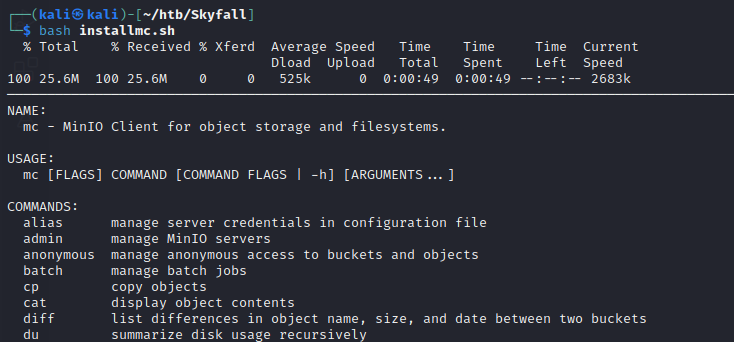 ┌──(kali㉿kali)-[~/htb/Skyfall]
└─$ bash installmc.sh
  % Total    % Received % Xferd  Average Speed   Time    Time     Time  Current
                                 Dload  Upload   Total   Spent    Left  Speed
100 25.6M  100 25.6M    0     0   525k      0  0:00:49  0:00:49 --:--:-- 2683k
NAME:
  mc - MinIO Client for object storage and filesystems.
USAGE:
  mc [FLAGS] COMMAND [COMMAND FLAGS | -h] [ARGUMENTS...]
COMMANDS:
  alias      manage server credentials in configuration file
  admin      manage MinIO servers
  anonymous  manage anonymous access to buckets and objects
  batch      manage batch jobs
  cp         copy objects
  cat        display object contents
  diff       list differences in object name, size, and date between two buckets
  du         summarize disk usage recursively